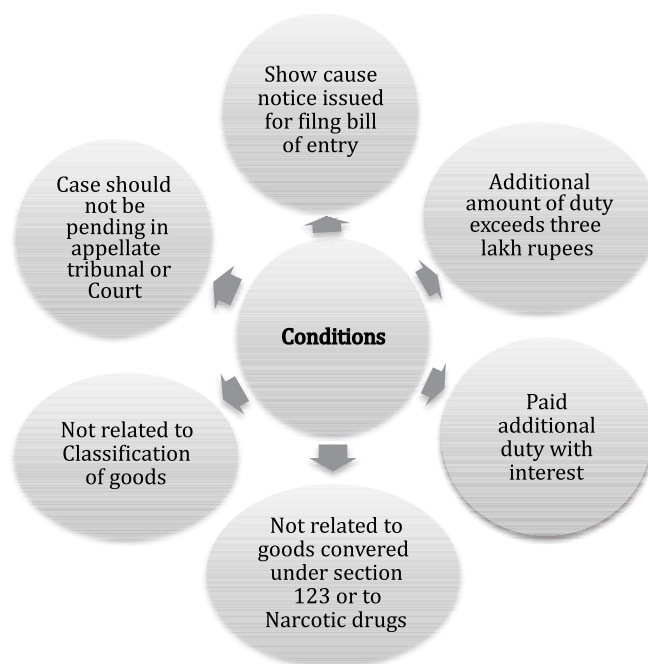 Show cause
notice issued
for filng bill
of entry
Additional
amount of duty
exceeds three
lakh rupees
Paid
additional
duty with
interest
Not related to
goods convered
under section
123 or to
Narcotic drugs
Not related to
Classification
of goods
Case should
not be
pending in
appellate
tribunal or
Court
Conditions